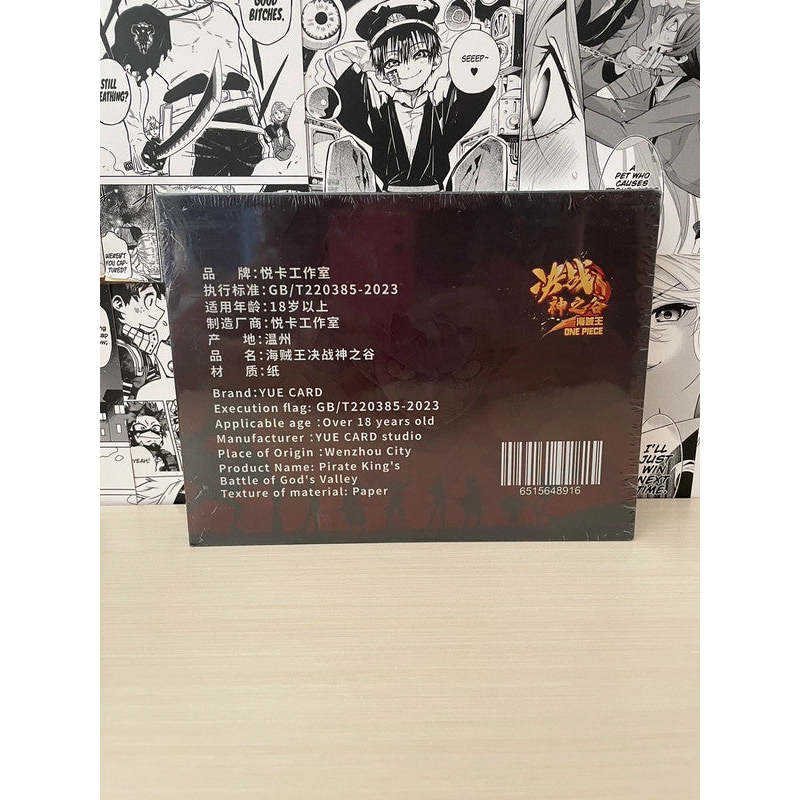 GOOD
BITCHES.
STILL
SEEEP~
♥
A
PET WHO
CAUSES
WEREN'T
YOU CAP-
TURED?
品 牌:悦卡工作室
执行标准:GB/T220385-2023
适用年龄:18岁以上
制造厂商:悦卡工作室
产 地:温州
品 名:海贼王决战神之谷
材 质:纸
决战
神之谷
海贼王
ONE PIECE
Brand:YUE CARD
Execution flag: GB/T220385-2023
Applicable age :Over 18 years old
Manufacturer :YUE CARD studio
Place of Origin :Wenzhou City
Product Name: Pirate King's
Battle of God's Valley
Texture of material: Paper
6515648916
YEAH!
I'LL
JUST
WIN
NEXT
TIME.